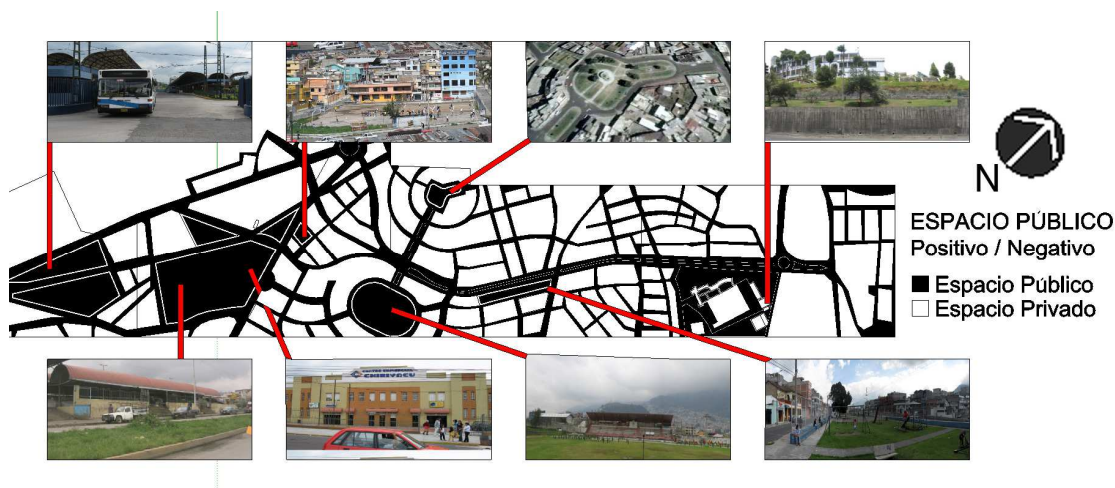 N
ESPACIO PÚBLICO
Positivo / Negativo
Espacio Público
Espacio Privado
CHIRIYACU